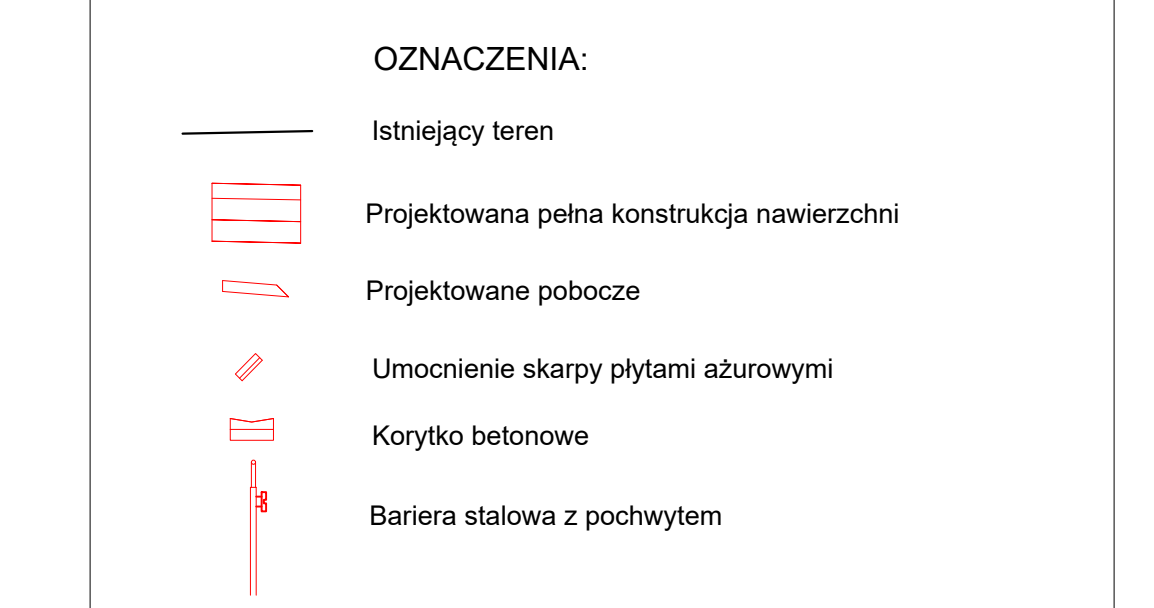 OZNACZENIA:
Istniejący teren
Projektowana pełna konstrukcja nawierzchni
Projektowane pobocze
Umocnienie skarpy płytami ażurowymi
Korytko betonowe
Bariera stalowa z pochwytem